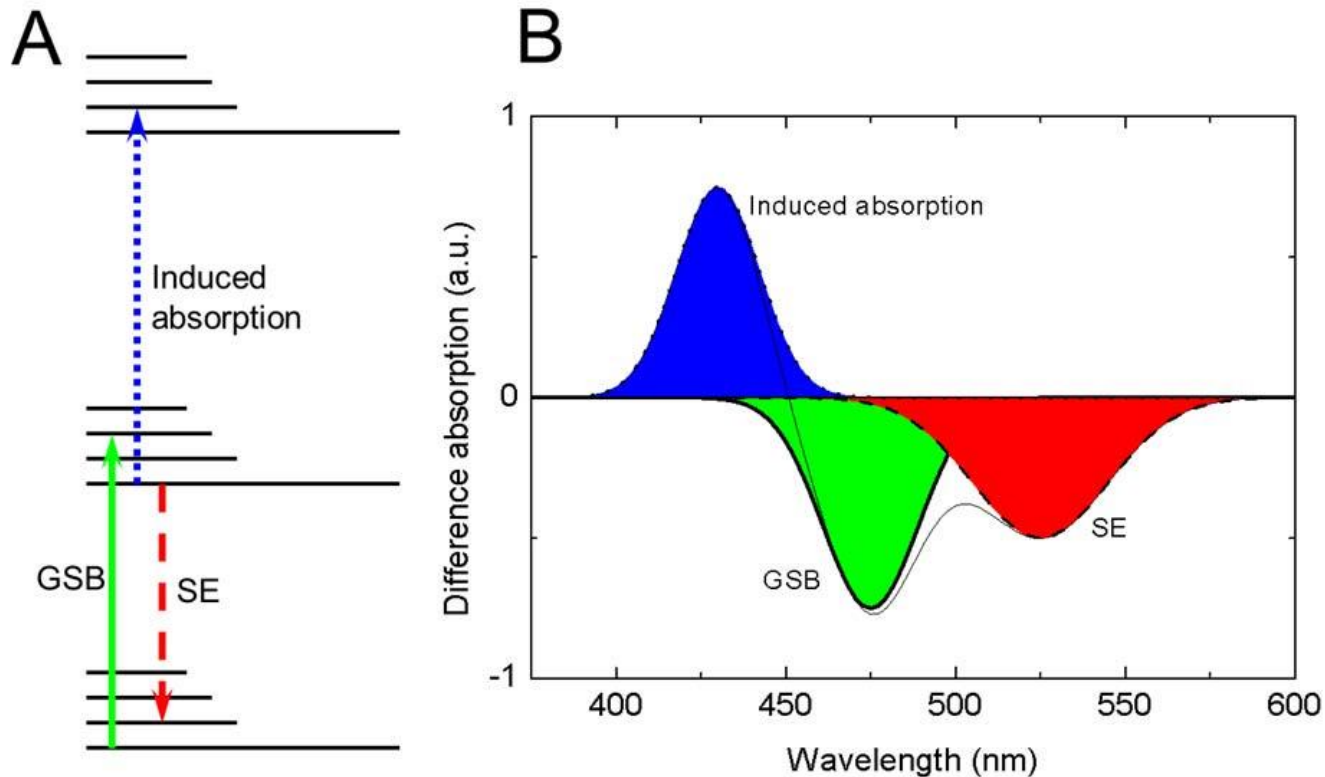 A
Induced
absorption
GSB
SE
B
Difference absorption (a.u.)
1
0
-1
Induced absorption
GSB
SE
400
450
500
550
600
Wavelength (nm)